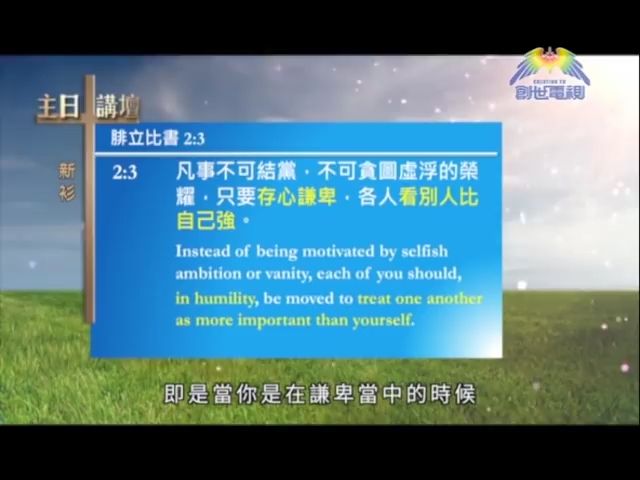 SOLUTION TV
創世電視
主日講壇
新衫
腓立比書 2:3
2:3 凡事不可結黨，不可貪圖虛浮的榮
耀，只要存心謙卑，各人看別人比
自己強。
Instead of being motivated by selfish
ambition or vanity, each of you should,
in humility, be moved to treat one another
as more important than yourself.
即是當你是在謙卑當中的時候